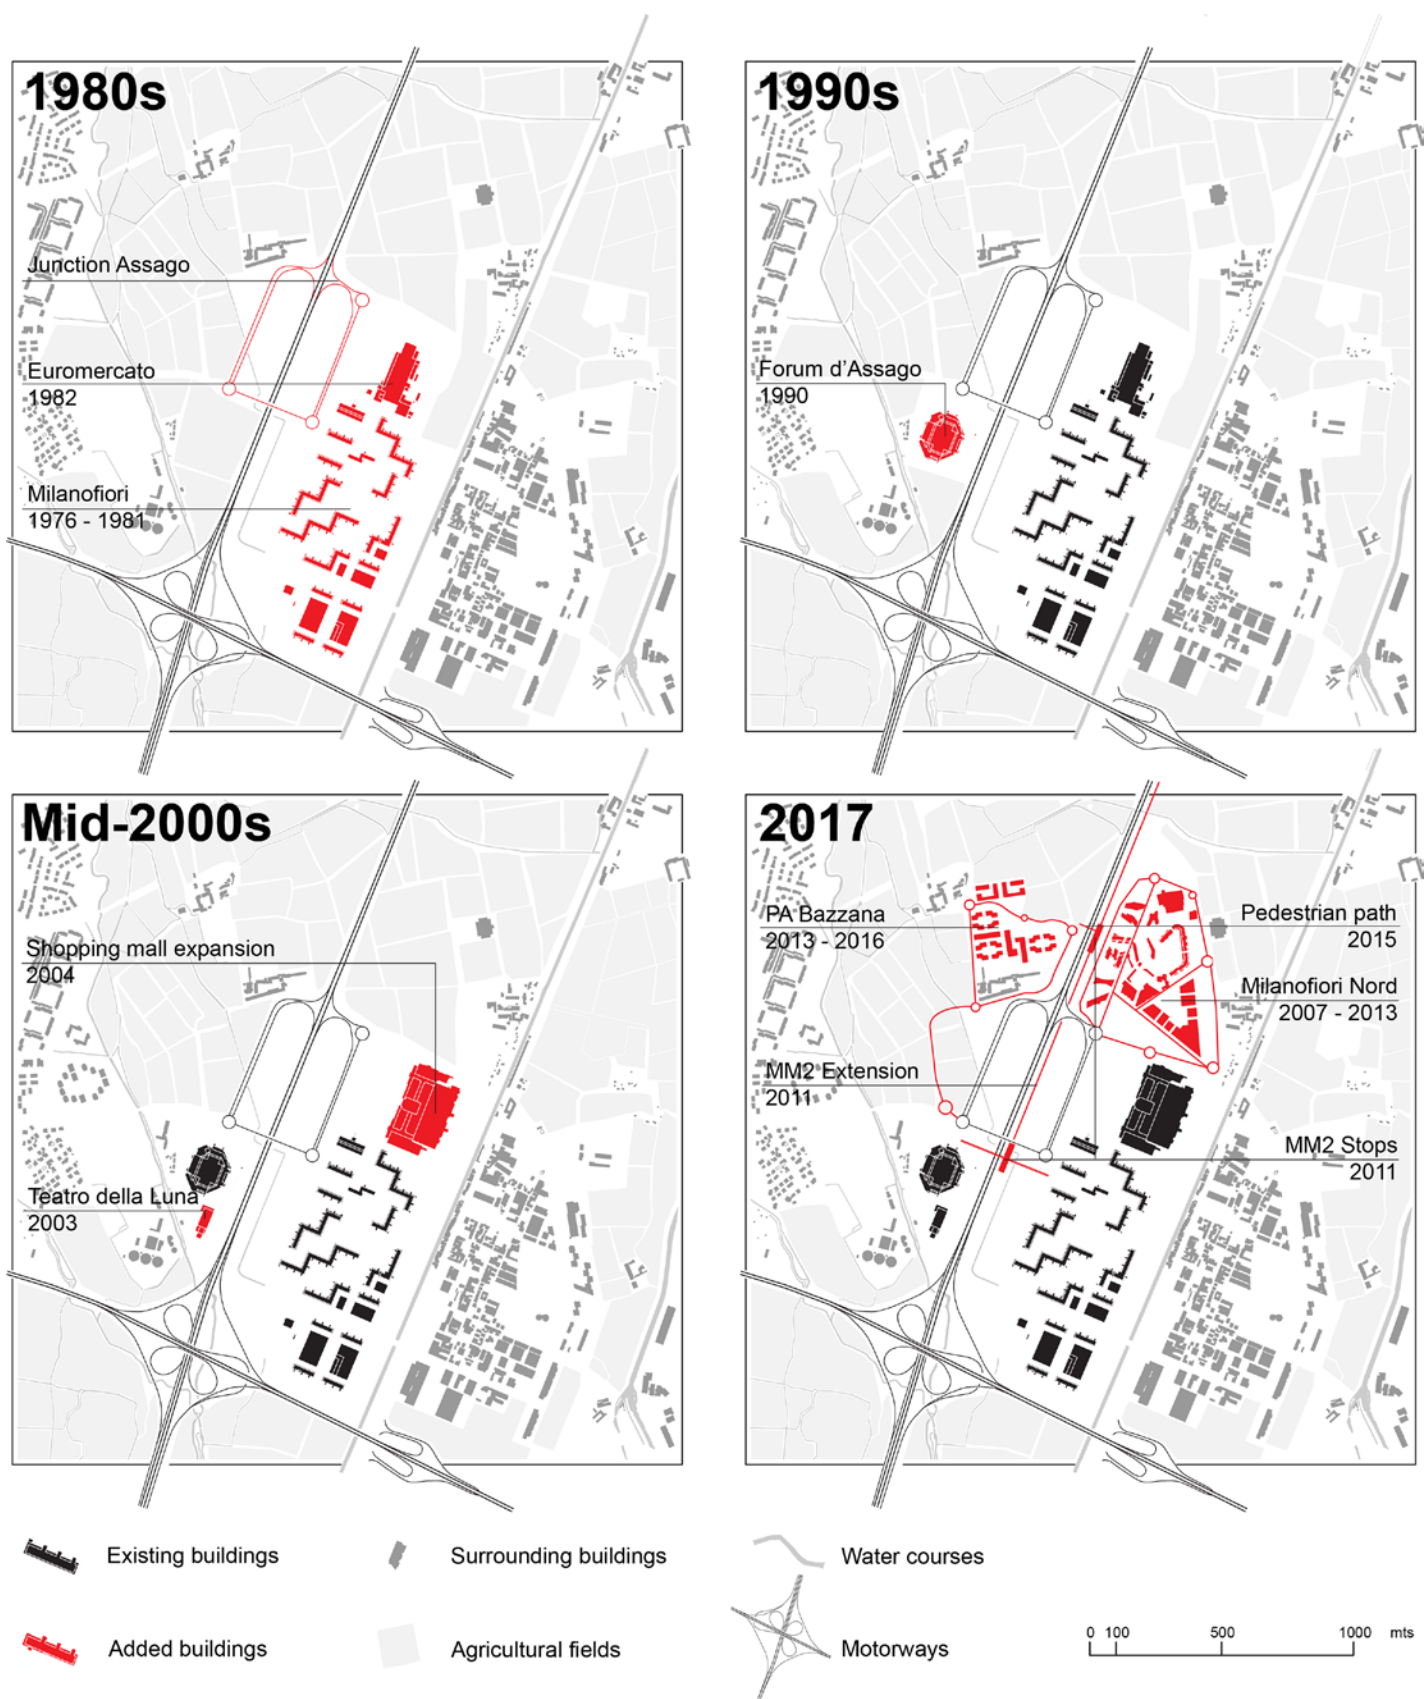 1980s
Junction Assago
Euromercato
1982
Milanofiori
1976 - 1981
1990s
Forum d'Assago
1990
Mid-2000s
Shopping mall expansion
2004
Teatro della Luna
2003
2017
PA Bazzana
2013 - 2016
MM2 Extension
2011
Pedestrian path
2015
Milanofiori Nord
2007 - 2013
MM2 Stops
2011
Existing buildings
Surrounding buildings
Water courses
Added buildings
Agricultural fields
Motorways
0 100 500 1000 mts